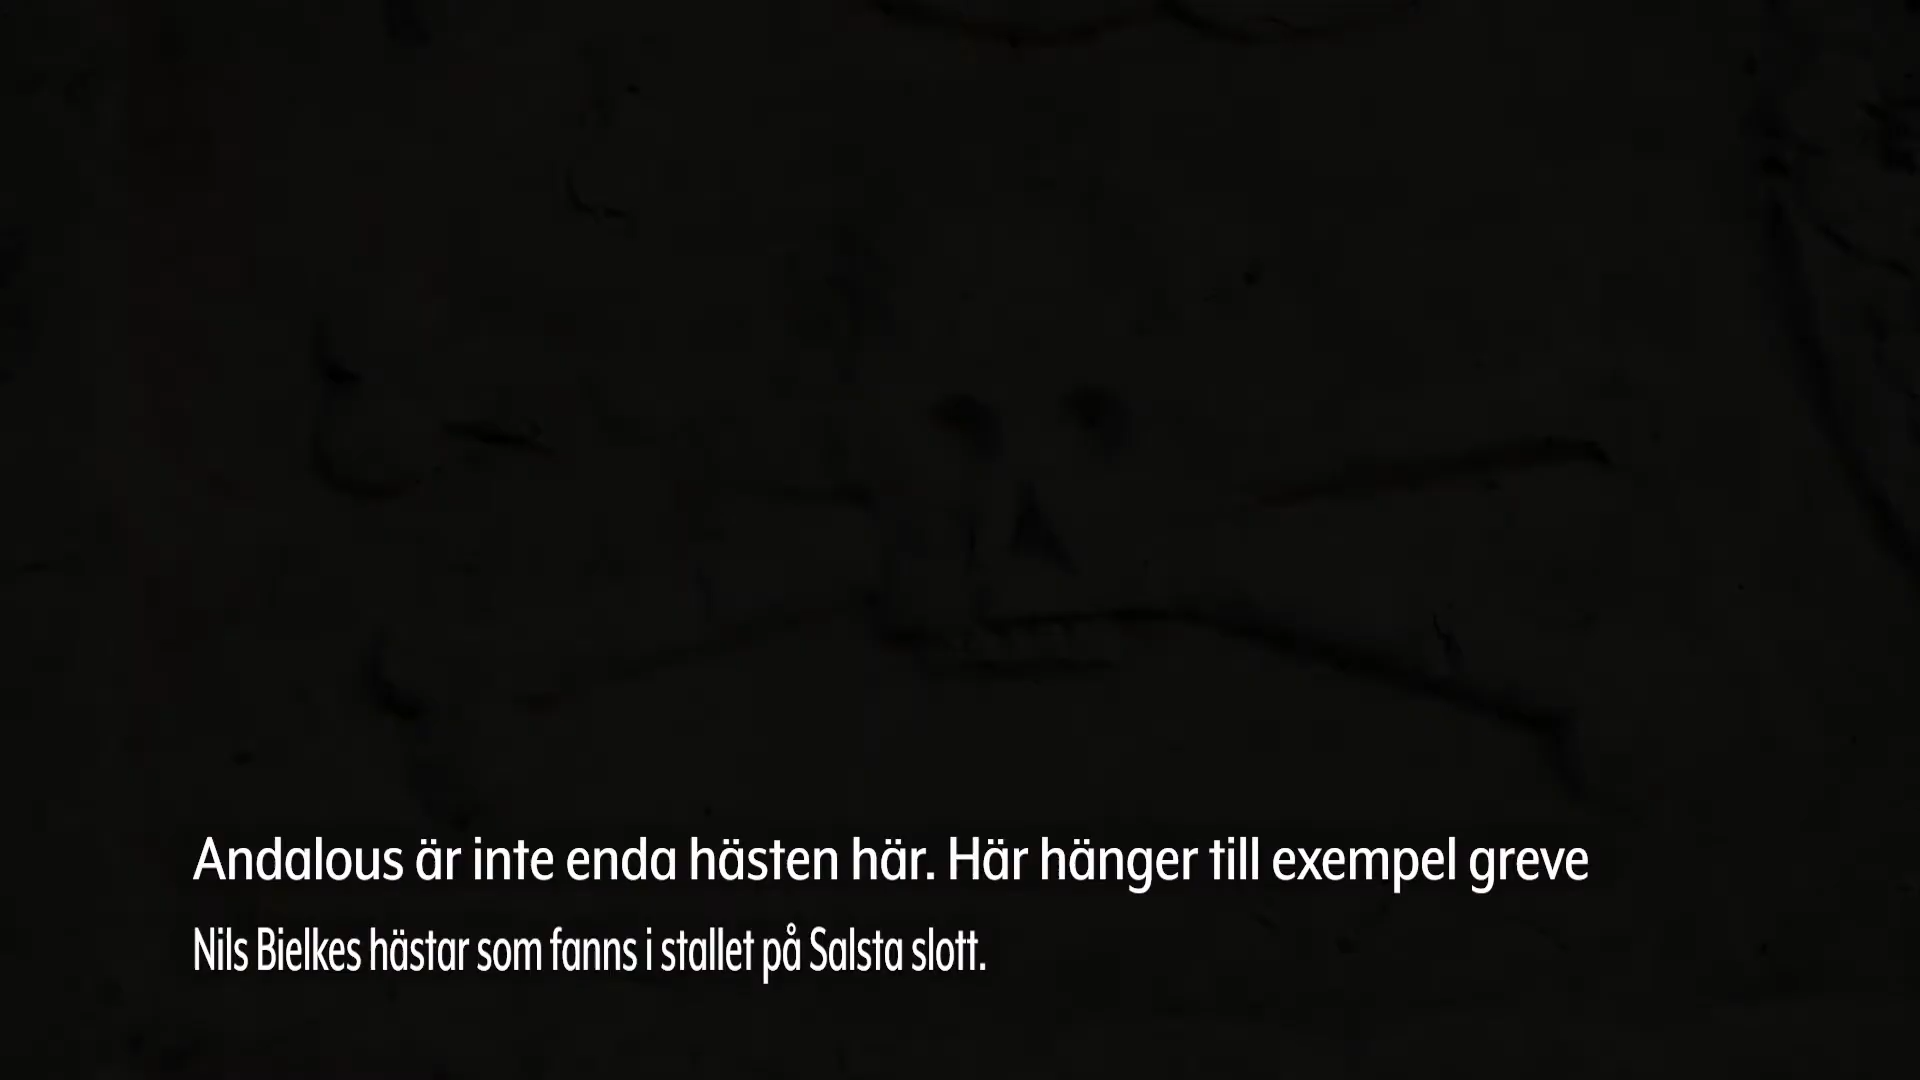 Andalous är inte enda hästen här. Här hänger till exempel greve
Nils Bielkes hästar som fanns i stallet på Salsta slott.